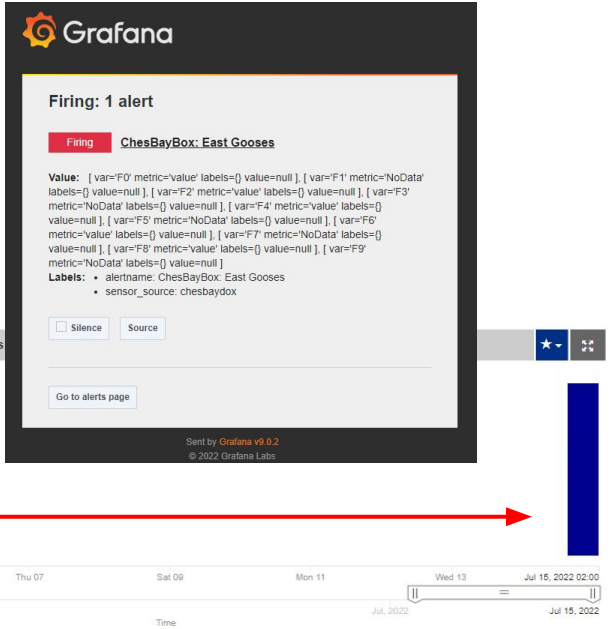 Grafana
Firing: 1 alert
Firing ChesBayBox: East Gooses
Value: [ var='F0' metric='value' labels={} value=null ], [ var='F1' metric='NoData'
labels={} value=null ], [ var='F2' metric='value' labels={} value=null ], [ var='F3'
metric='NoData' labels={} value=null ], [ var='F4' metric='value' labels={}
value=null ], [ var='F5' metric='NoData' labels={} value=null ], [ var='F6'
metric='value' labels={} value=null ], [ var='F7' metric='NoData' labels={}
value=null ], [ var='F8' metric='value' labels={} value=null ], [ var='F9'
metric='NoData' labels={} value=null ]
Labels: • alertname: ChesBayBox: East Gooses
• sensor_source: chesbaydox
Silence Source
s
Go to alerts page
Sent by Grafana v9.0.2
© 2022 Grafana Labs
Thu 07 Sat 09 Mon 11 Wed 13 Jul 15, 2022 02:00
Jul, 2022 Jul 15, 2022
Time